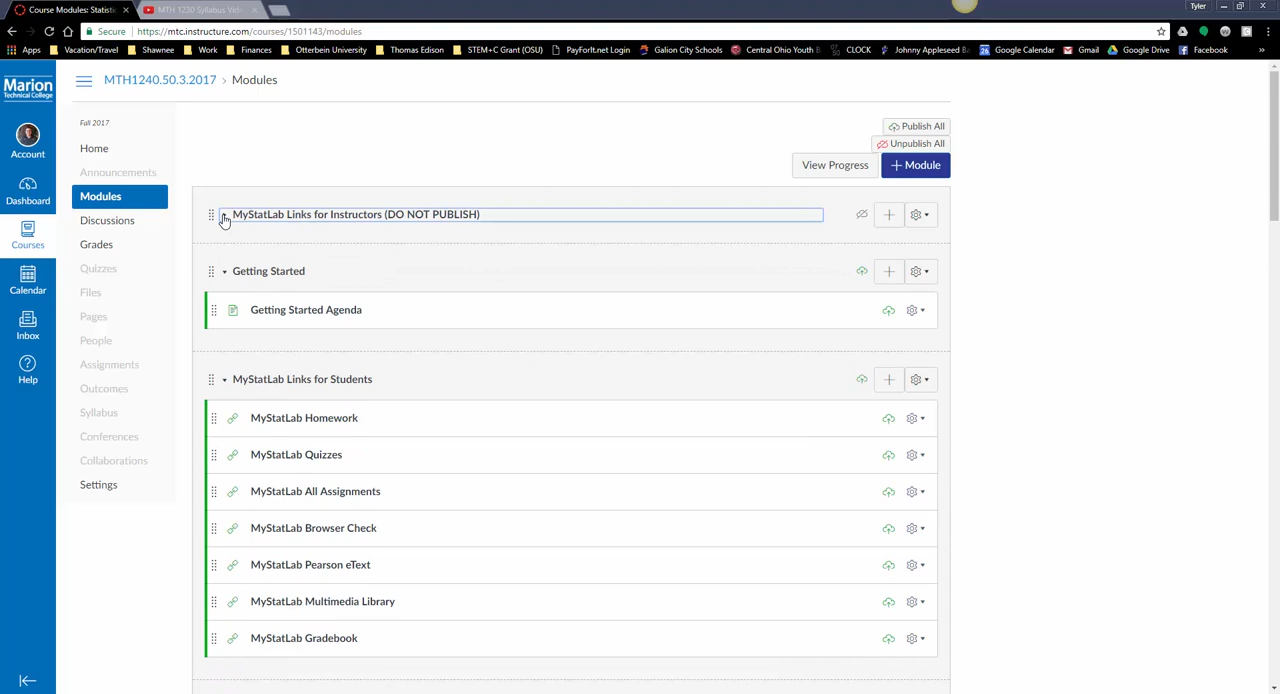 Course Modules: Statist
MTH 1230 Syllabus Vid
Tyler
Secure
https://mtc.instructure.com/courses/1501143/modules
Apps Vacation/Travel Shawnee Work Finances Otterbein University Thomas Edison STEM+C Grant (OSU) PayForIt.net Login Galion City Schools Central Ohio Youth B CLOCK Johnny Appleseed Ba Google Calendar Gmail Google Drive Facebook »
Marion
Technical College
MTH1240.50.3.2017 › Modules
Fall 2017
Account
Dashboard
Courses
Calendar
Inbox
Help
Home
Announcements
Modules
Discussions
Grades
Quizzes
Files
Pages
People
Assignments
Outcomes
Syllabus
Conferences
Collaborations
Settings
Publish All
Unpublish All
View Progress
+ Module
MyStatLab Links for Instructors (DO NOT PUBLISH)
Getting Started
Getting Started Agenda
MyStatLab Links for Students
MyStatLab Homework
MyStatLab Quizzes
MyStatLab All Assignments
MyStatLab Browser Check
MyStatLab Pearson eText
MyStatLab Multimedia Library
MyStatLab Gradebook